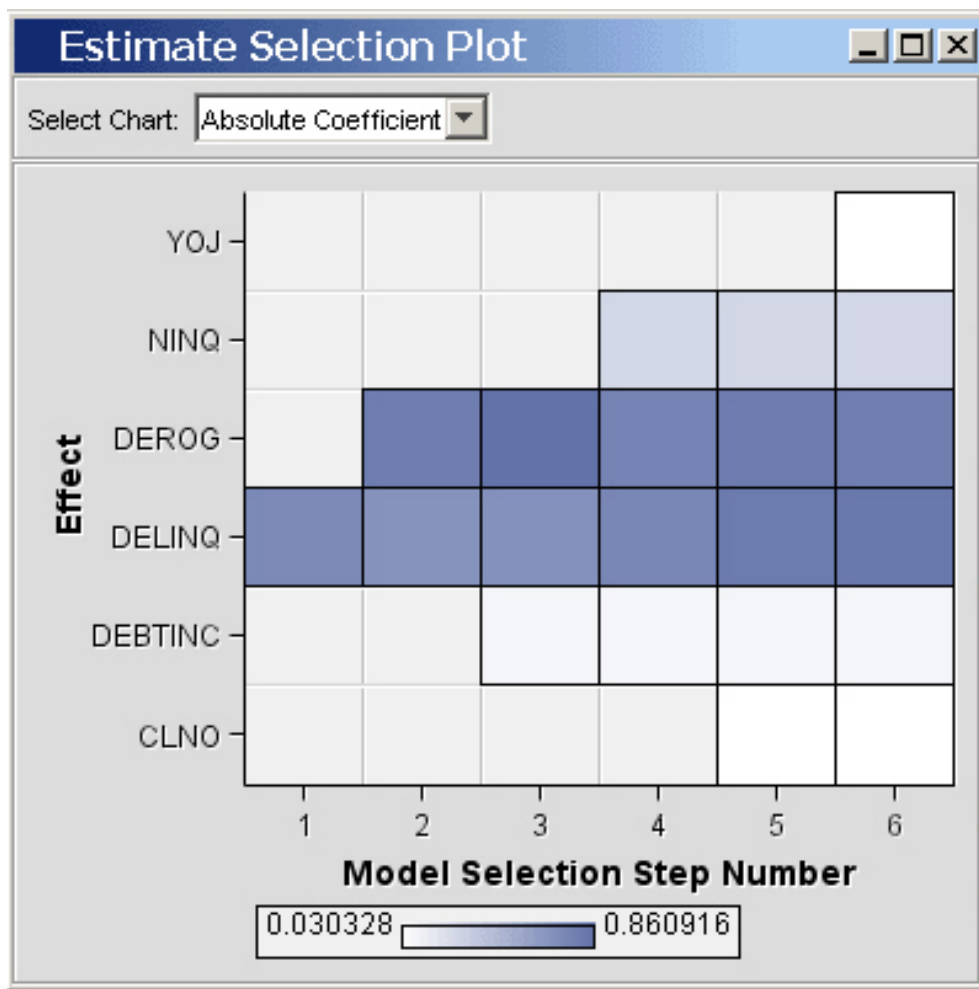 Estimate Selection Plot
Select Chart: Absolute Coefficient
YOJ
NINQ
DEROG
DELINQ
DEBTINC
CLNO
Effect
1 2 3 4 5 6
Model Selection Step Number
0.030328 0.860916